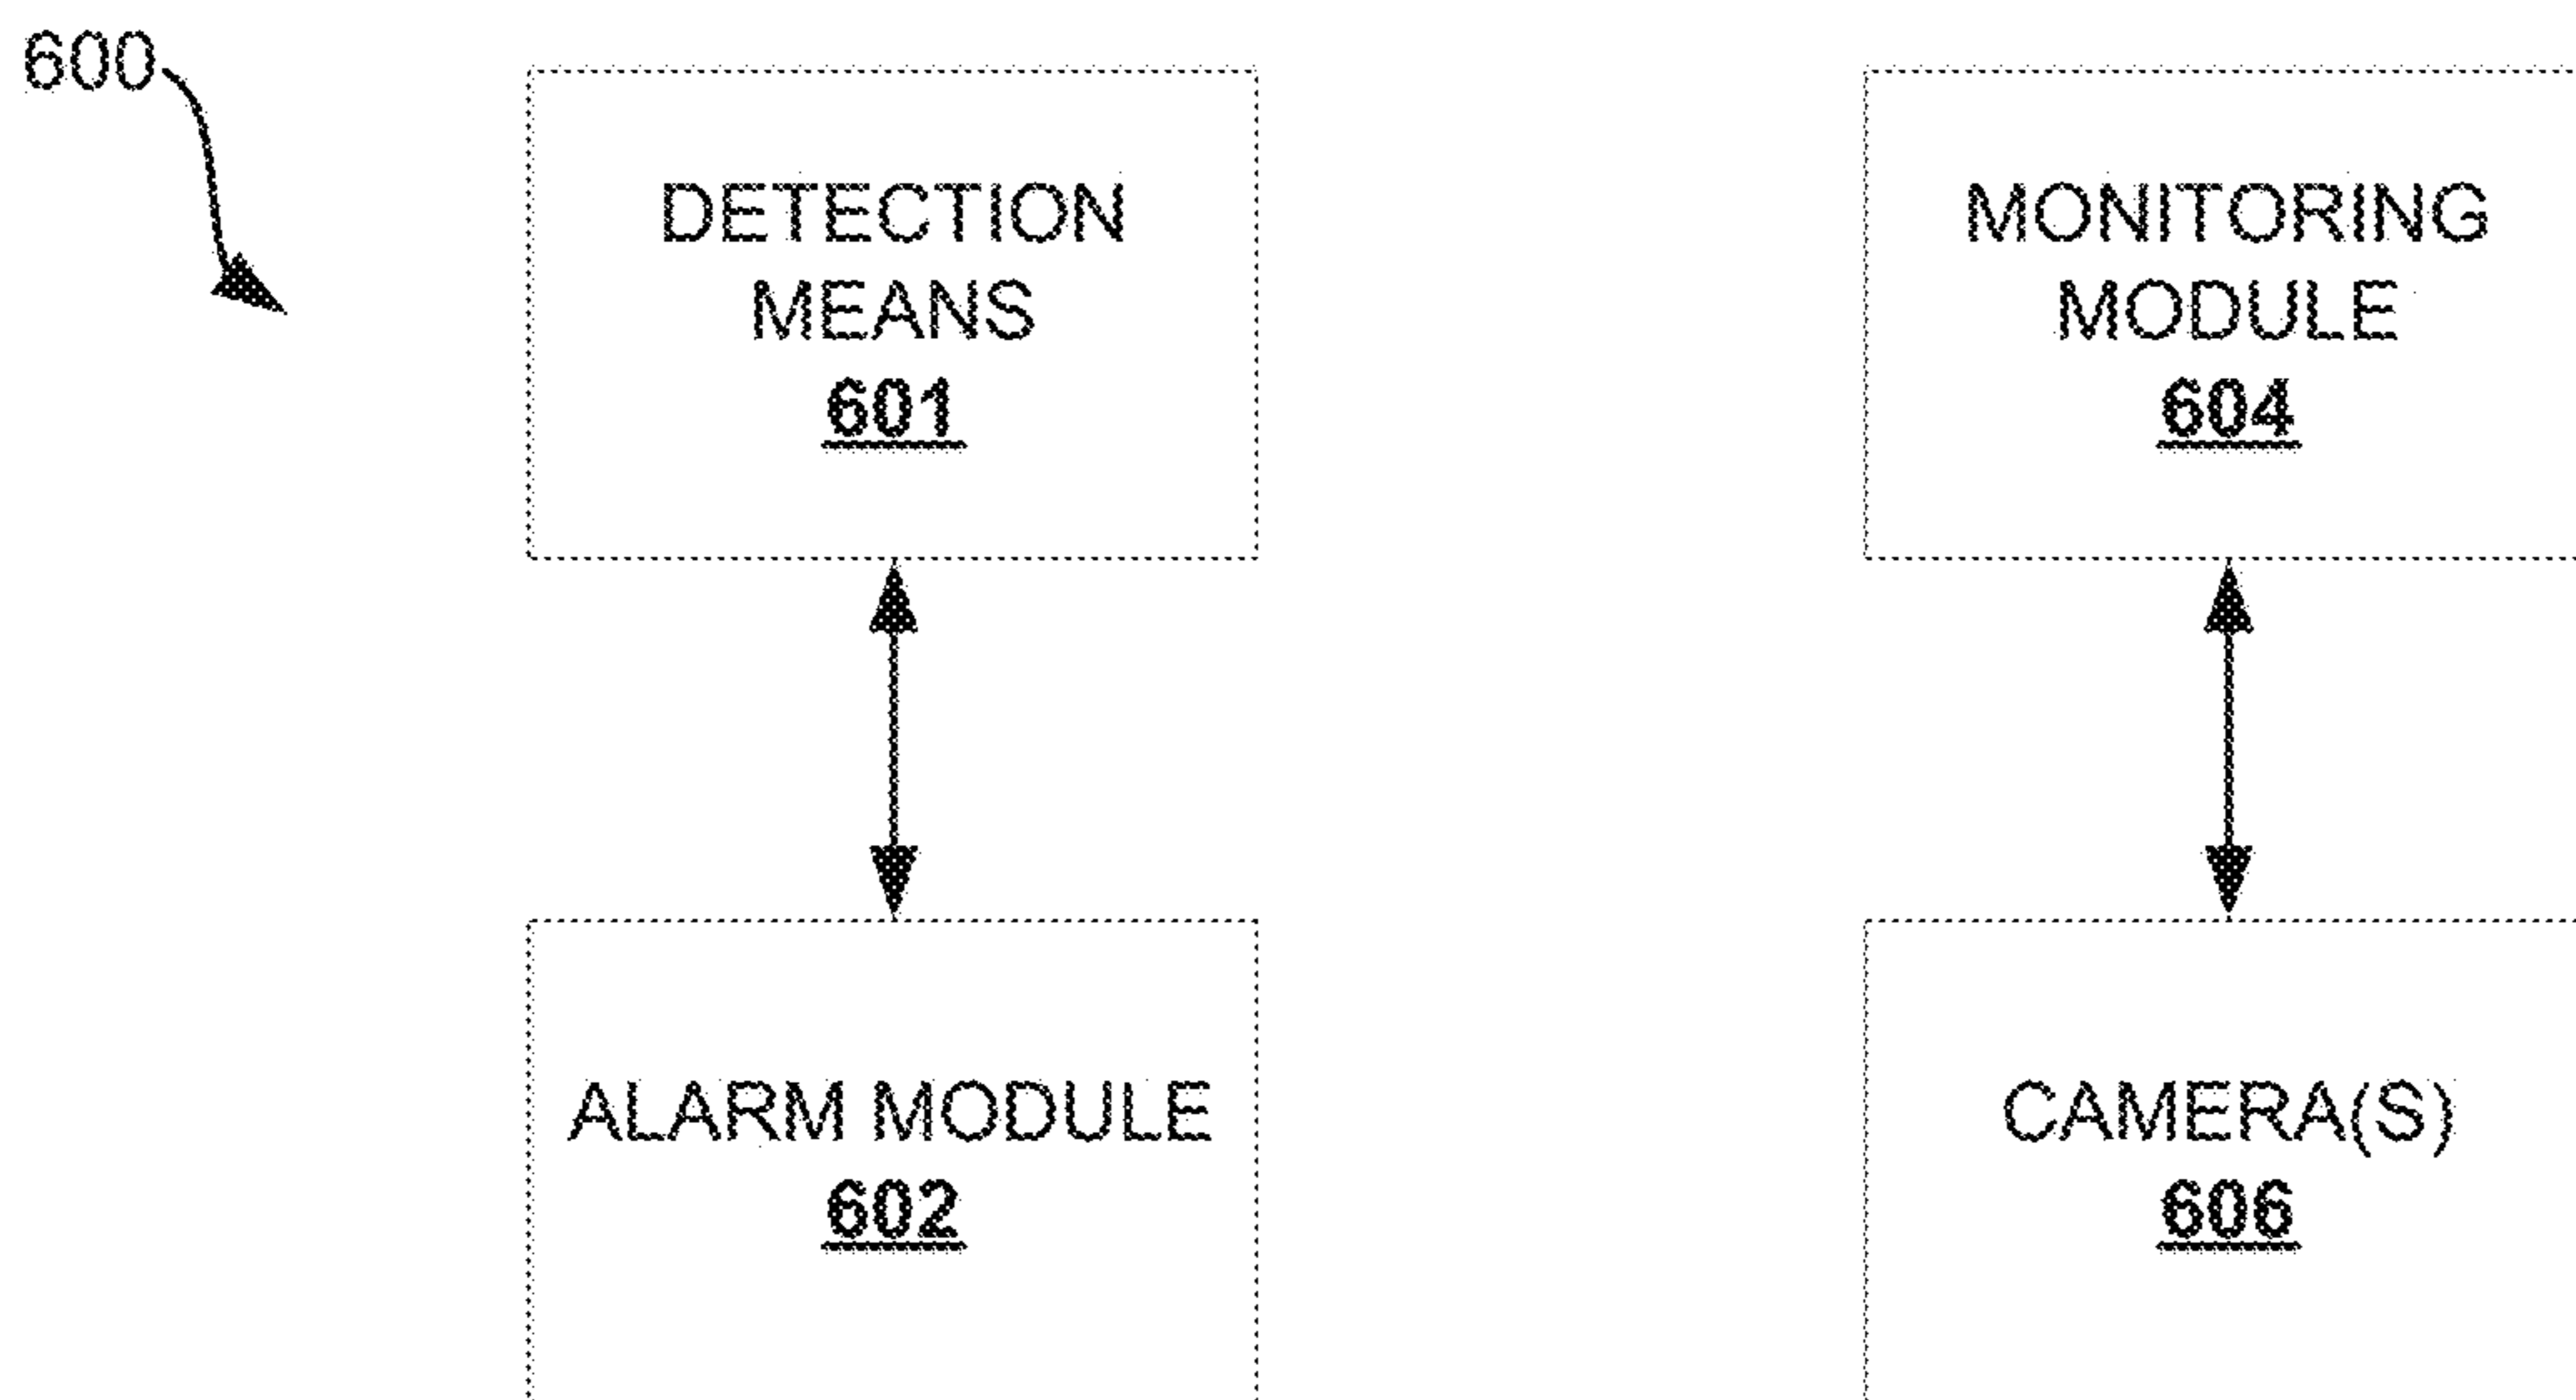 600
DETECTION
MEANS
601
MONITORING
MODULE
604
ALARM MODULE
602
CAMERA(S)
606